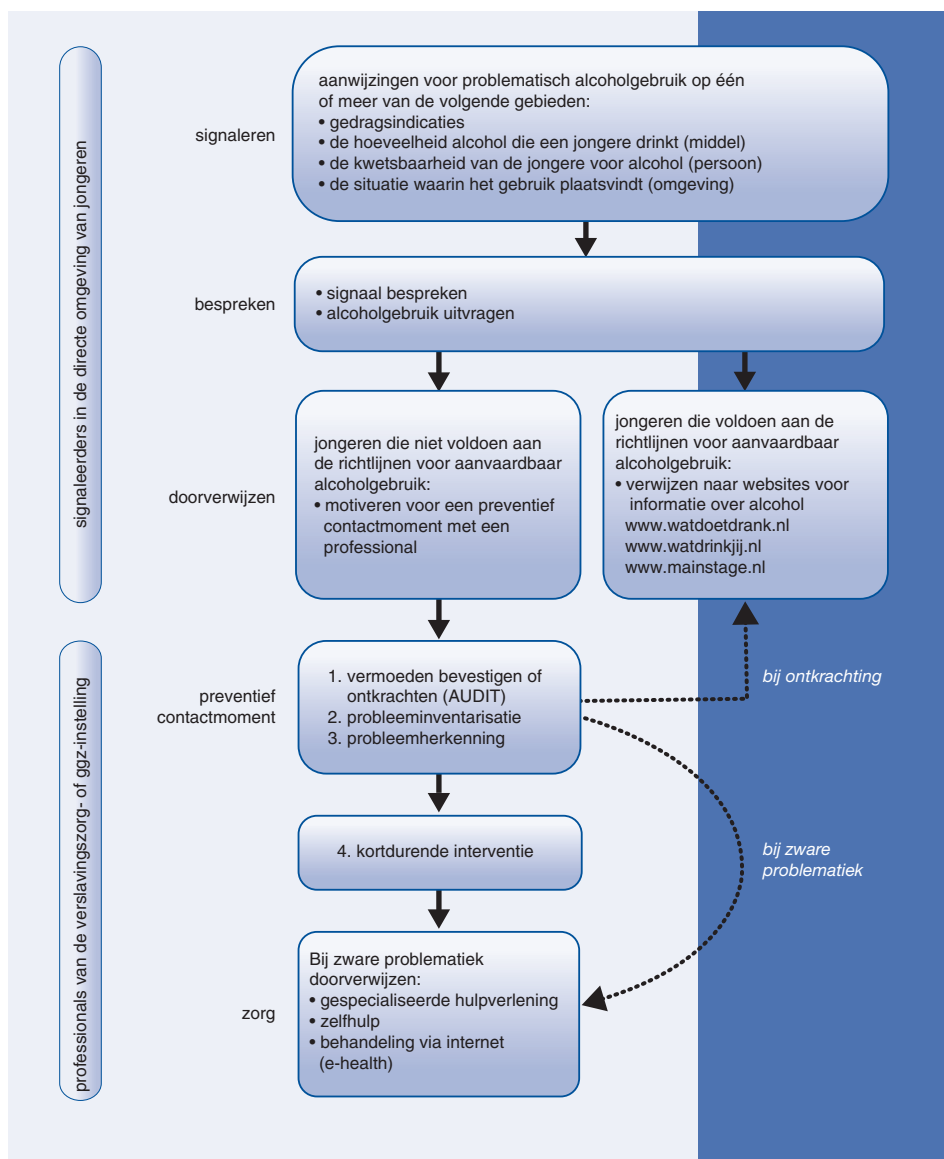 signaleerders in de directe omgeving van jongeren
signaleren
aanwijzingen voor problematisch alcoholgebruik op één
of meer van de volgende gebieden:
• gedragsindicaties
• de hoeveelheid alcohol die een jongere drinkt (middel)
• de kwetsbaarheid van de jongere voor alcohol (persoon)
• de situatie waarin het gebruik plaatsvindt (omgeving)
bespreken
• signaal bespreken
• alcoholgebruik uitvragen
doorverwijzen
jongeren die niet voldoen aan
de richtlijnen voor aanvaardbaar
alcoholgebruik:
• motiveren voor een preventief
contactmoment met een
professional
jongeren die voldoen aan de
richtlijnen voor aanvaardbaar
alcoholgebruik:
• verwijzen naar websites voor
informatie over alcohol
www.watdoetdrank.nl
www.watdrinkjij.nl
www.mainstage.nl
professionals van de verslavingszorg- of ggz-instelling
preventief
contactmoment
1. vermoeden bevestigen of
ontkrachten (AUDIT)
2. probleeminventarisatie
3. probleemherkenning
bij ontkrachting
4. kortdurende interventie
bij zware
problematiek
zorg
Bij zware problematiek
doorverwijzen:
• gespecialiseerde hulpverlening
• zelfhulp
• behandeling via internet
(e-health)